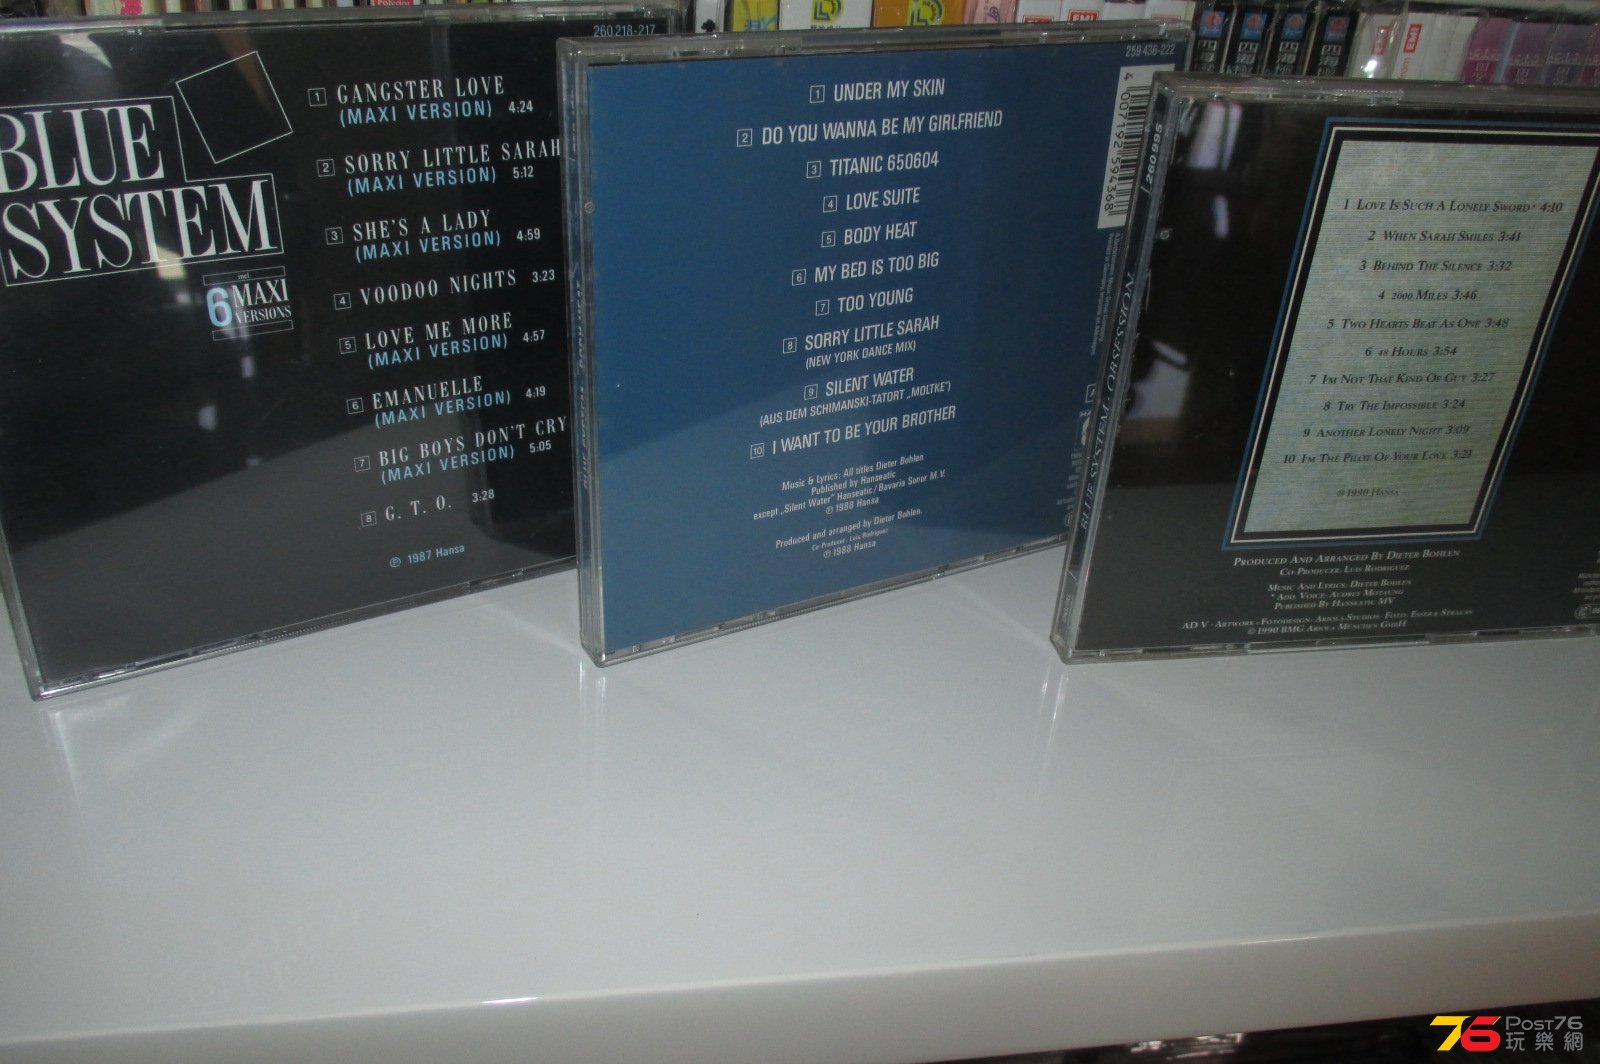 260 218-217
BLUE
SYSTEM
incl.
6 MAXI
VERSIONS
1 GANGSTER LOVE
(MAXI VERSION) 4:24
2 SORRY LITTLE SARAH
(MAXI VERSION) 5:12
3 SHE'S A LADY
(MAXI VERSION) 4:59
4 VOODOO NIGHTS 3:23
5 LOVE ME MORE
(MAXI VERSION) 4:57
6 EMANUELLE
(MAXI VERSION) 4:19
7 BIG BOYS DON'T CRY
(MAXI VERSION) 5:05
8 G. T. O. 3:28
℗ 1987 Hansa
259 436-222
1 UNDER MY SKIN
2 DO YOU WANNA BE MY GIRLFRIEND
3 TITANIC 650604
4 LOVE SUITE
5 BODY HEAT
6 MY BED IS TOO BIG
7 TOO YOUNG
8 SORRY LITTLE SARAH
(NEW YORK DANCE MIX)
9 SILENT WATER
(AUS DEM SCHIMANSKI-TATORT „MOLTKE")
10 I WANT TO BE YOUR BROTHER
Music & Lyrics: All titles Dieter Bohlen
Published by Hanseatic
except „Silent Water" Hanseatic/Bavaria Sonor M.V.
℗ 1988 Hansa
Produced and arranged by Dieter Bohlen.
Co-Producer: Luis Rodriguez
℗ 1988 Hansa
4 007192 594368
260 995
BLUE SYSTEM · OBSESSION
1 LOVE IS SUCH A LONELY SWORD* 4:10
2 WHEN SARAH SMILES 3:41
3 BEHIND THE SILENCE 3:32
4 2000 MILES 3:46
5 TWO HEARTS BEAT AS ONE 3:48
6 48 HOURS 3:54
7 I'M NOT THAT KIND OF GUY 3:27
8 TRY THE IMPOSSIBLE 3:24
9 ANOTHER LONELY NIGHT 3:09
10 I'M THE PILOT OF YOUR LOVE 3:21
℗ 1990 HANSA
PRODUCED AND ARRANGED BY DIETER BOHLEN
CO-PRODUCER: LUIS RODRIGUEZ
MUSIC AND LYRICS: DIETER BOHLEN
* ADD. VOICE: AUDREY MOTAUNG
PUBLISHED BY HANSEATIC MV
AD V · ARTWORK + FOTODESIGN: ARIOLA STUDIOS · FOTO: ESSER & STRAUSS
© 1990 BMG ARIOLA MÜNCHEN GMBH
EMI
EMI
76 POST76
玩樂網